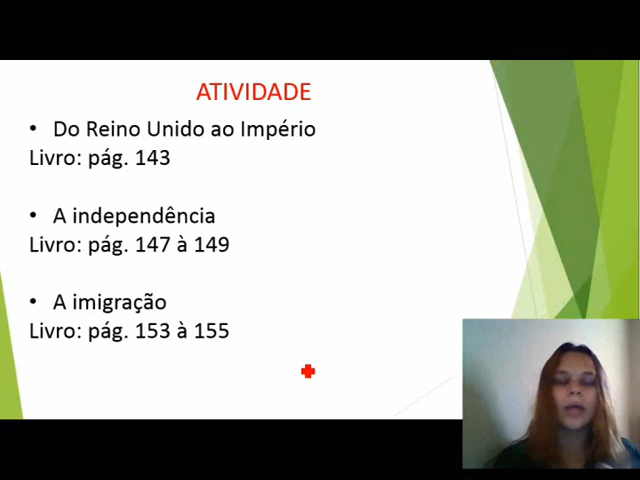 ATIVIDADE
• Do Reino Unido ao Império
Livro: pág. 143
• A independência
Livro: pág. 147 à 149
• A imigração
Livro: pág. 153 à 155